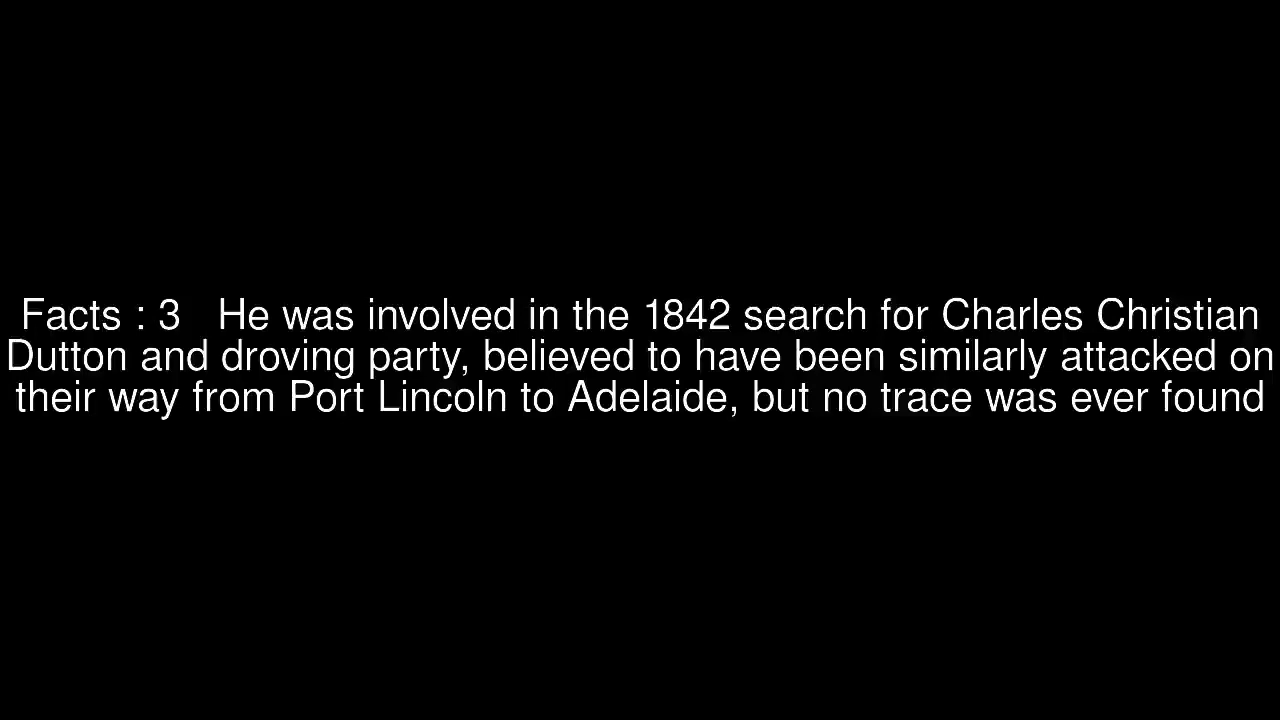 Facts : 3   He was involved in the 1842 search for Charles Christian
Dutton and droving party, believed to have been similarly attacked on
their way from Port Lincoln to Adelaide, but no trace was ever found